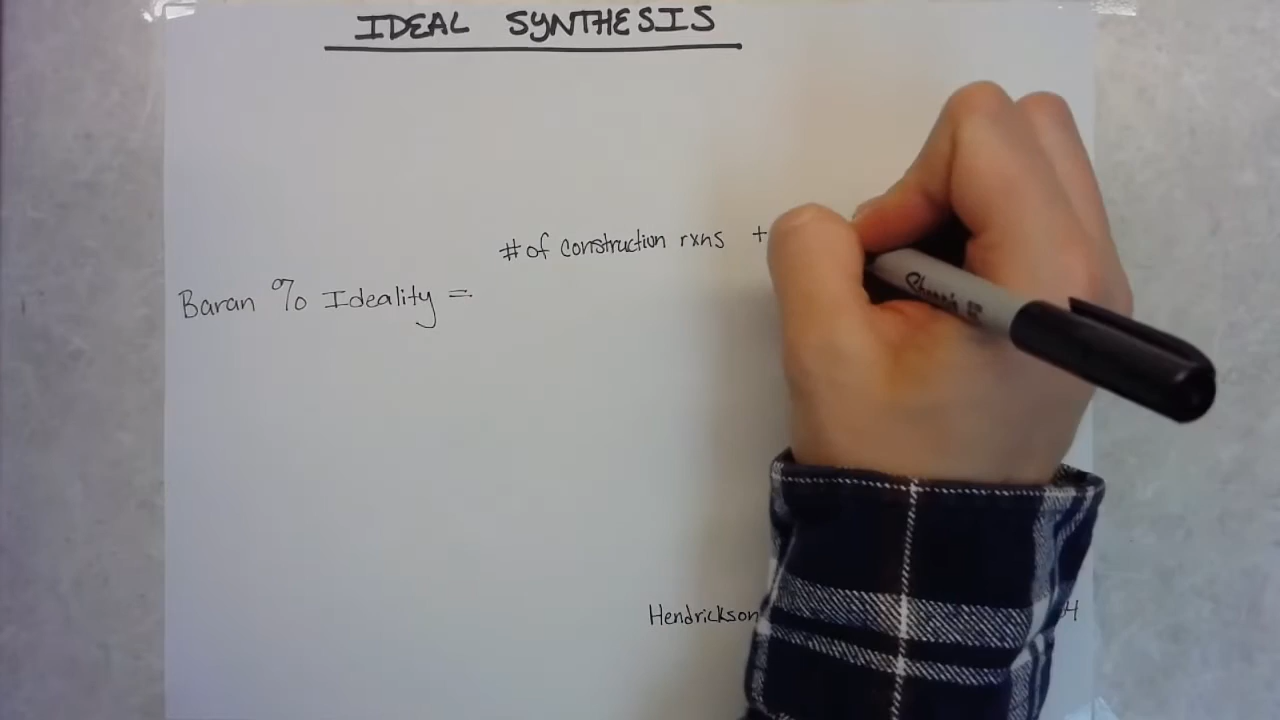 IDEAL SYNTHESIS
# of construction rxns +
Baran % Ideality =
Hendrickson